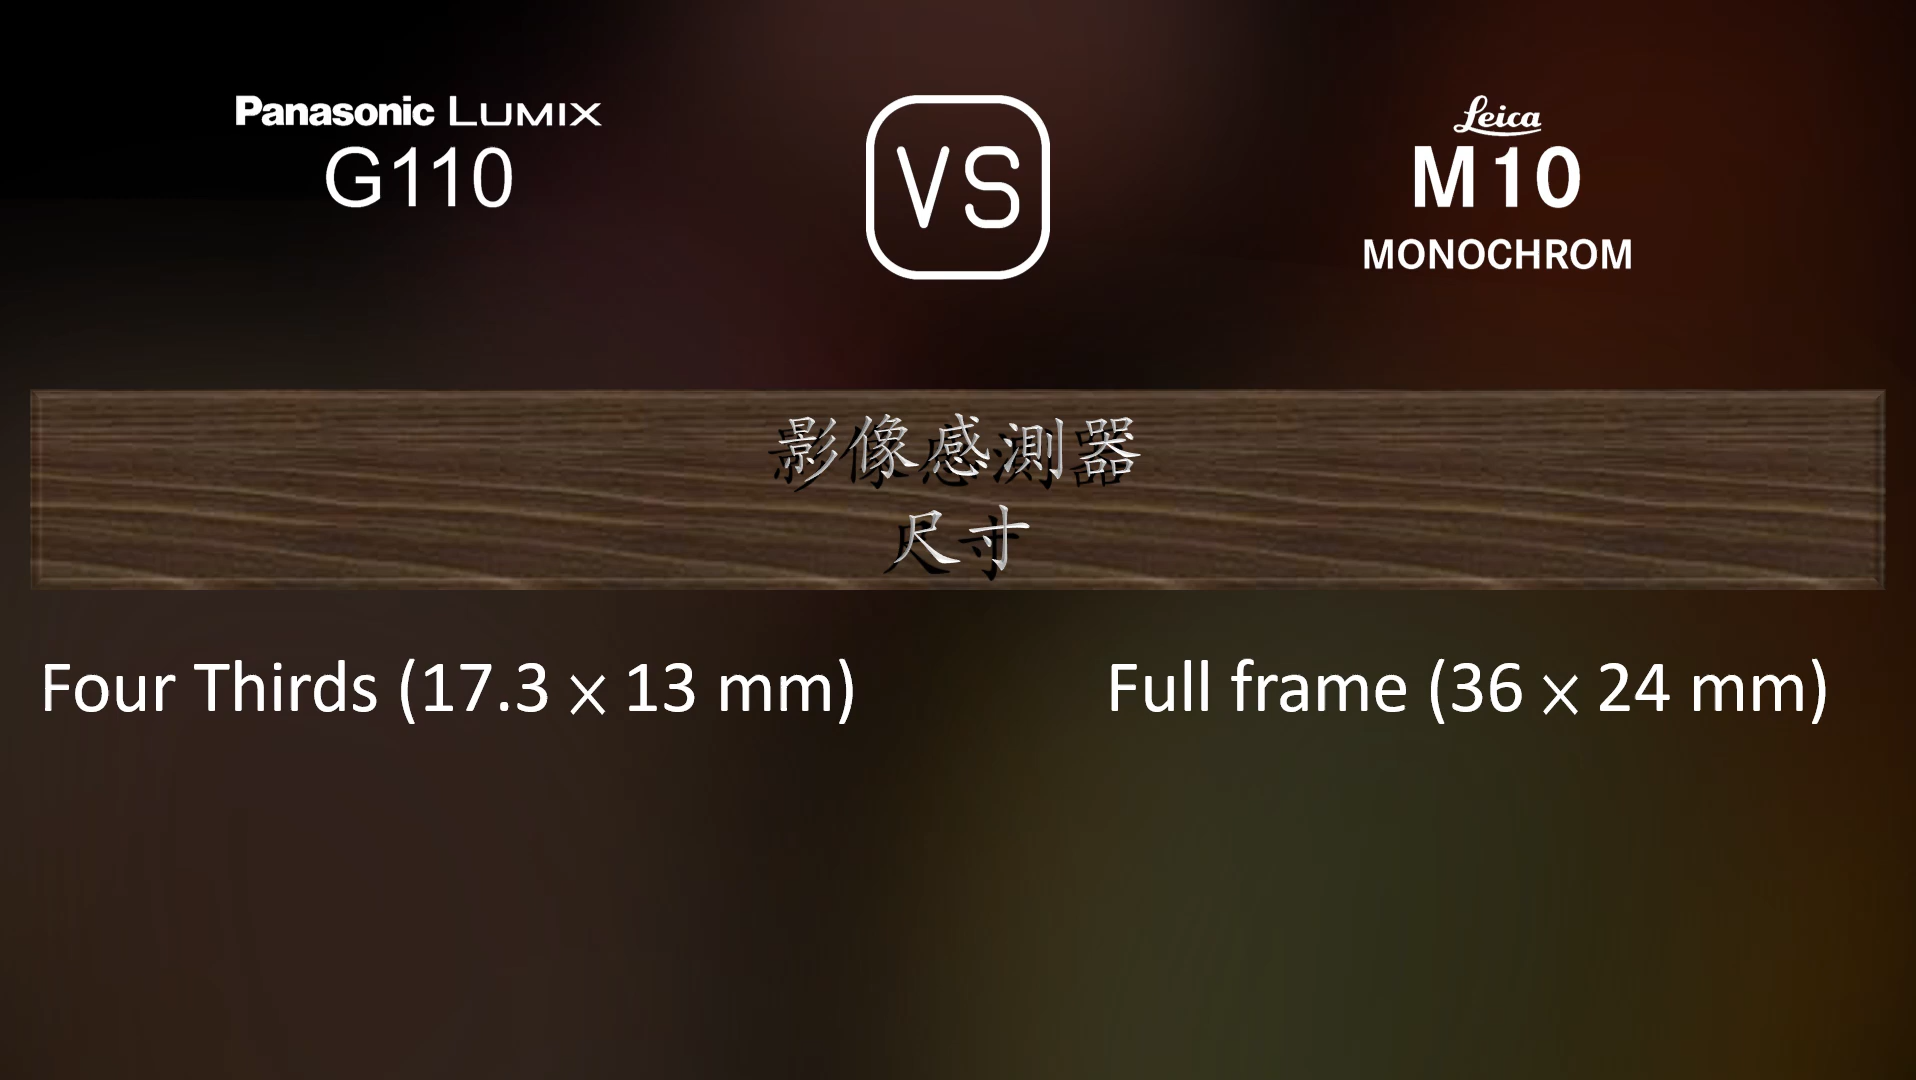 Panasonic LUMIX
G110
VS
Leica
M10
MONOCHROM
影像感測器
尺寸
Four Thirds (17.3 x 13 mm)
Full frame (36 x 24 mm)